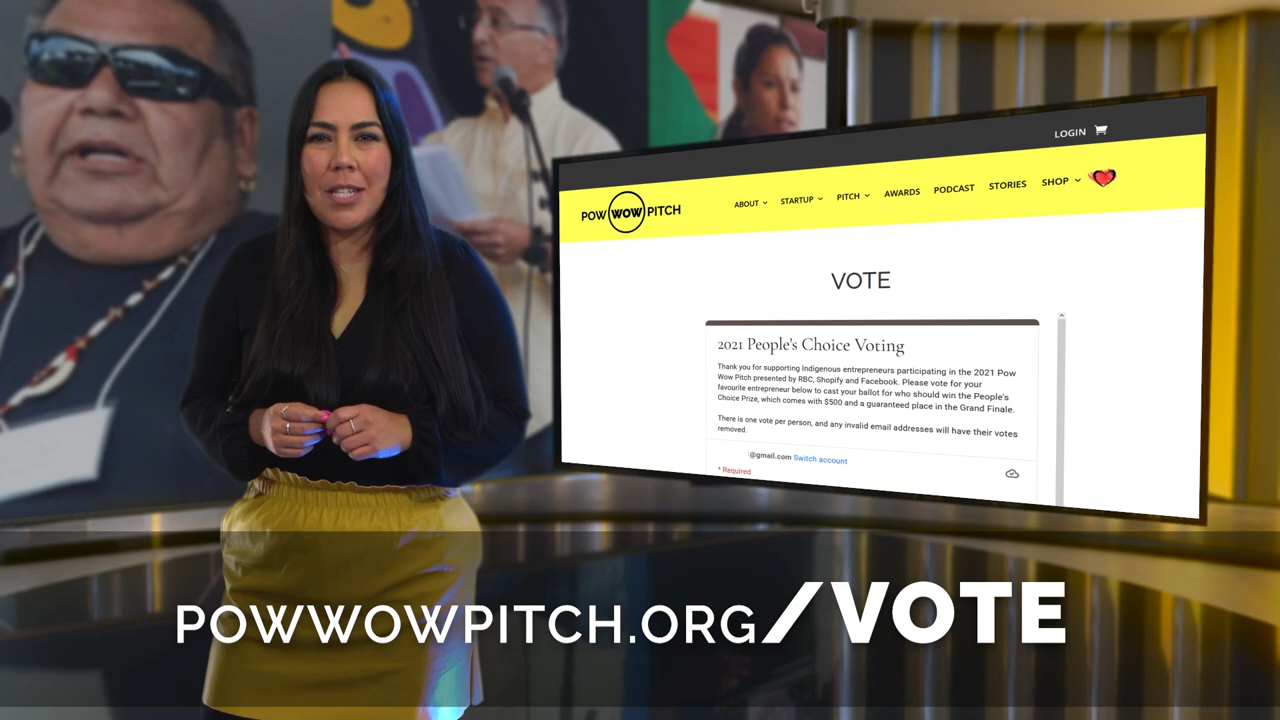 LOGIN
POW WOW PITCH
ABOUT STARTUP PITCH AWARDS PODCAST STORIES SHOP
VOTE
2021 People's Choice Voting
Thank you for supporting Indigenous entrepreneurs participating in the 2021 Pow
Wow Pitch presented by RBC, Shopify and Facebook. Please vote for your
favourite entrepreneur below to cast your ballot for who should win the People's
Choice Prize, which comes with $500 and a guaranteed place in the Grand Finale.
There is one vote per person, and any invalid email addresses will have their votes
removed.
@gmail.com Switch account
* Required
POWWOWPITCH.ORG/VOTE